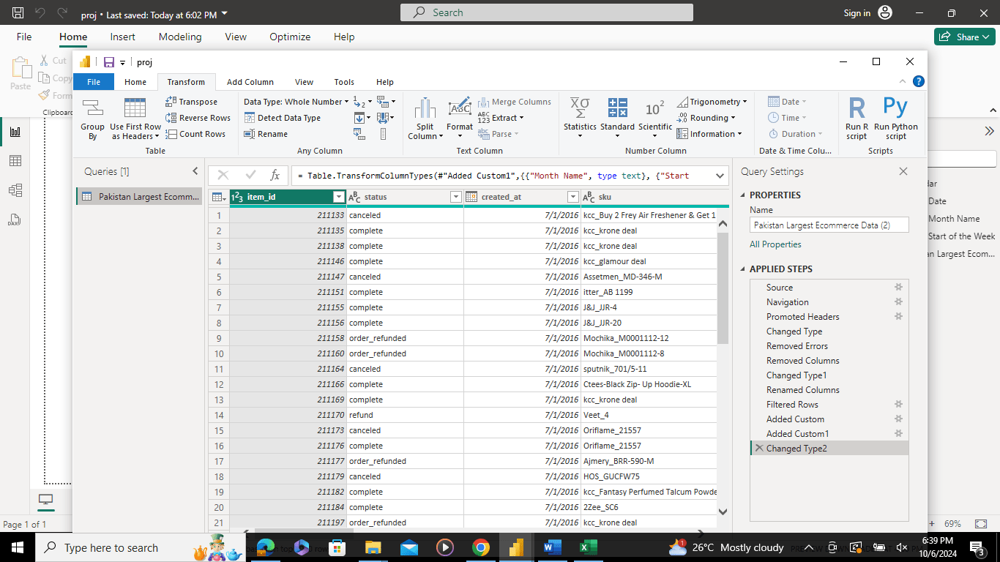 proj • Last saved: Today at 6:02 PM
Search
Sign in
File Home Insert Modeling View Optimize Help
Share
Paste
Cut
Copy
Form
Clipboard
proj
File Home Transform Add Column View Tools Help
Group By
Use First Row as Headers
Transpose
Reverse Rows
Count Rows
Table
Data Type: Whole Number
Detect Data Type
Rename
Any Column
Split Column
Format
ABC
Merge Columns
ABC 123 Extract
abc Parse
Text Column
XΣσ
Statistics
Standard
10²
Scientific
Trigonometry
.00 Rounding
Information
Number Column
Date
Time
Duration
Date & Time Colu...
R
Run R script
Py
Run Python script
Scripts
Queries [1]
Pakistan Largest Ecomm...
fx
= Table.TransformColumnTypes(#"Added Custom1",{{"Month Name", type text}, {"Start
1²3 item_id ABC status created_at ABC sku
1 211133 canceled 7/1/2016 kcc_Buy 2 Frey Air Freshener & Get 1
2 211135 complete 7/1/2016 kcc_krone deal
3 211138 complete 7/1/2016 kcc_krone deal
4 211146 complete 7/1/2016 kcc_glamour deal
5 211147 canceled 7/1/2016 Assetmen_MD-346-M
6 211151 complete 7/1/2016 itter_AB 1199
7 211155 complete 7/1/2016 J&J_JJR-4
8 211156 complete 7/1/2016 J&J_JJR-20
9 211158 order_refunded 7/1/2016 Mochika_M0001112-12
10 211160 order_refunded 7/1/2016 Mochika_M0001112-8
11 211164 canceled 7/1/2016 sputnik_701/5-11
12 211166 complete 7/1/2016 Ctees-Black Zip- Up Hoodie-XL
13 211169 complete 7/1/2016 kcc_krone deal
14 211170 refund 7/1/2016 Veet_4
15 211173 canceled 7/1/2016 Oriflame_21557
16 211176 complete 7/1/2016 Oriflame_21557
17 211177 order_refunded 7/1/2016 Ajmery_BRR-590-M
18 211179 canceled 7/1/2016 HOS_GUCFW75
19 211182 complete 7/1/2016 kcc_Fantasy Perfumed Talcum Powde
20 211184 complete 7/1/2016 2Zee_SC6
21 211197 order_refunded 7/1/2016 kcc_krone deal
Query Settings
PROPERTIES
Name
Pakistan Largest Ecommerce Data (2)
All Properties
APPLIED STEPS
Source
Navigation
Promoted Headers
Changed Type
Removed Errors
Removed Columns
Changed Type1
Renamed Columns
Filtered Rows
Added Custom
Added Custom1
Changed Type2
dar
Date
Month Name
Start of the Week
an Largest Ecom...
DAX
Page 1 of 1
69%
Type here to search
26°C Mostly cloudy
6:39 PM
10/6/2024
3